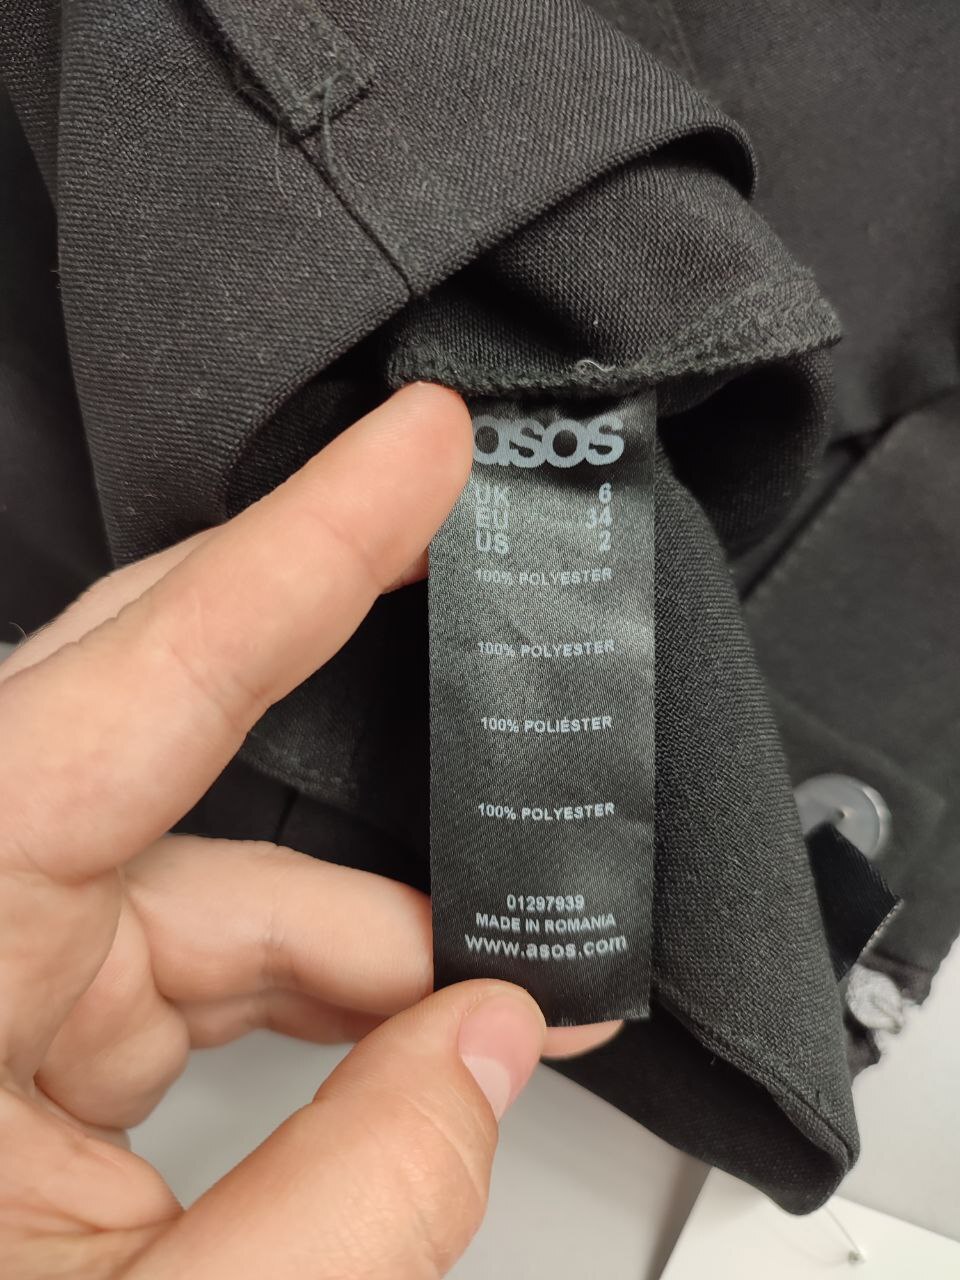 asos
UK 6
EU 34
US 2
100% POLYESTER
100% POLYESTER
100% POLIÉSTER
100% POLYESTER
01297939
MADE IN ROMANIA
www.asos.com